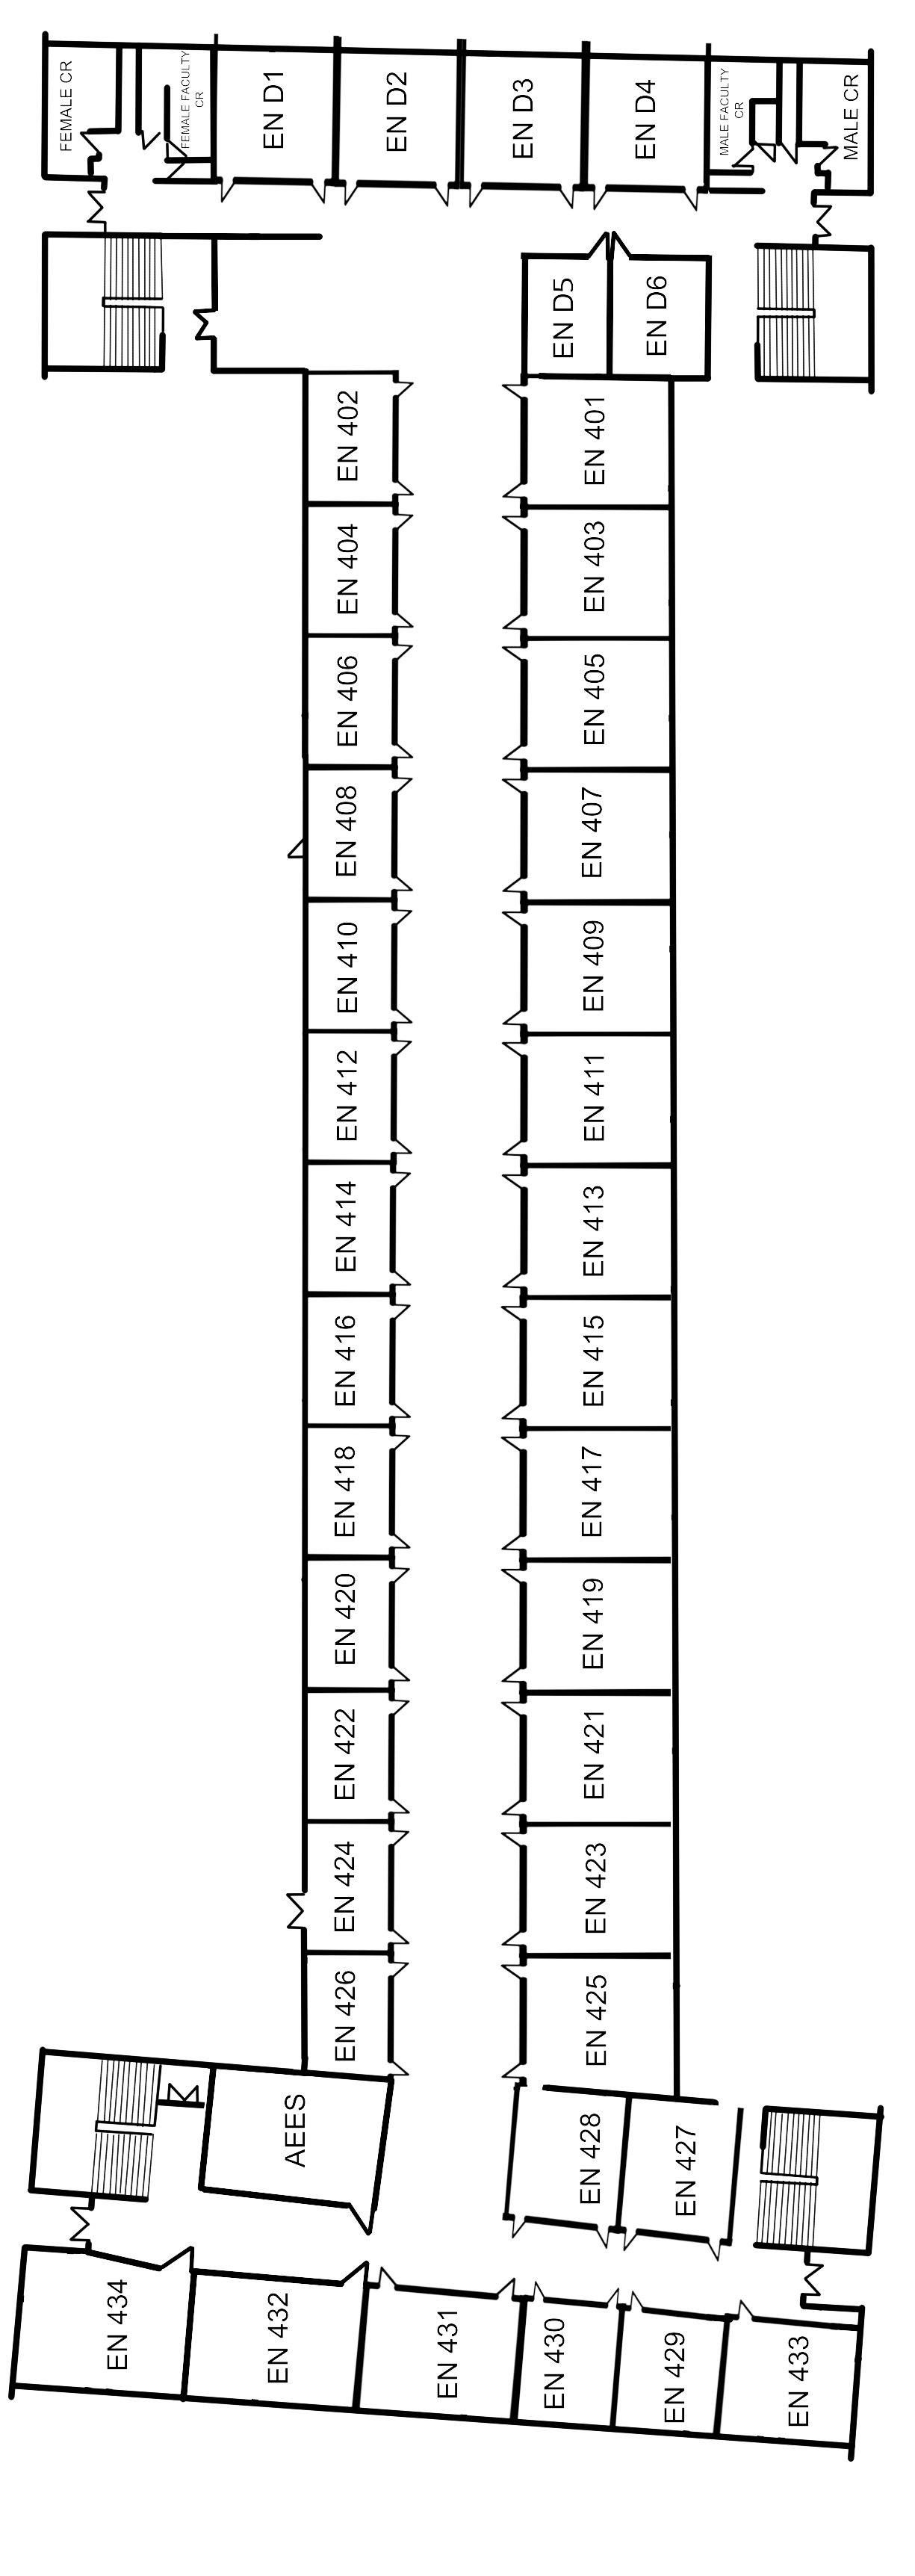 FEMALE CR
FEMALE FACULTY
CR
EN D1
EN D2
EN D3
EN D4
MALE FACULTY
CR
MALE CR
EN D5
EN D6
EN 402
EN 401
EN 404
EN 403
EN 406
EN 405
EN 408
EN 407
EN 410
EN 409
EN 412
EN 411
EN 414
EN 413
EN 416
EN 415
EN 418
EN 417
EN 420
EN 419
EN 422
EN 421
EN 424
EN 423
EN 426
EN 425
AEES
EN 428
EN 427
EN 434
EN 432
EN 431
EN 430
EN 429
EN 433